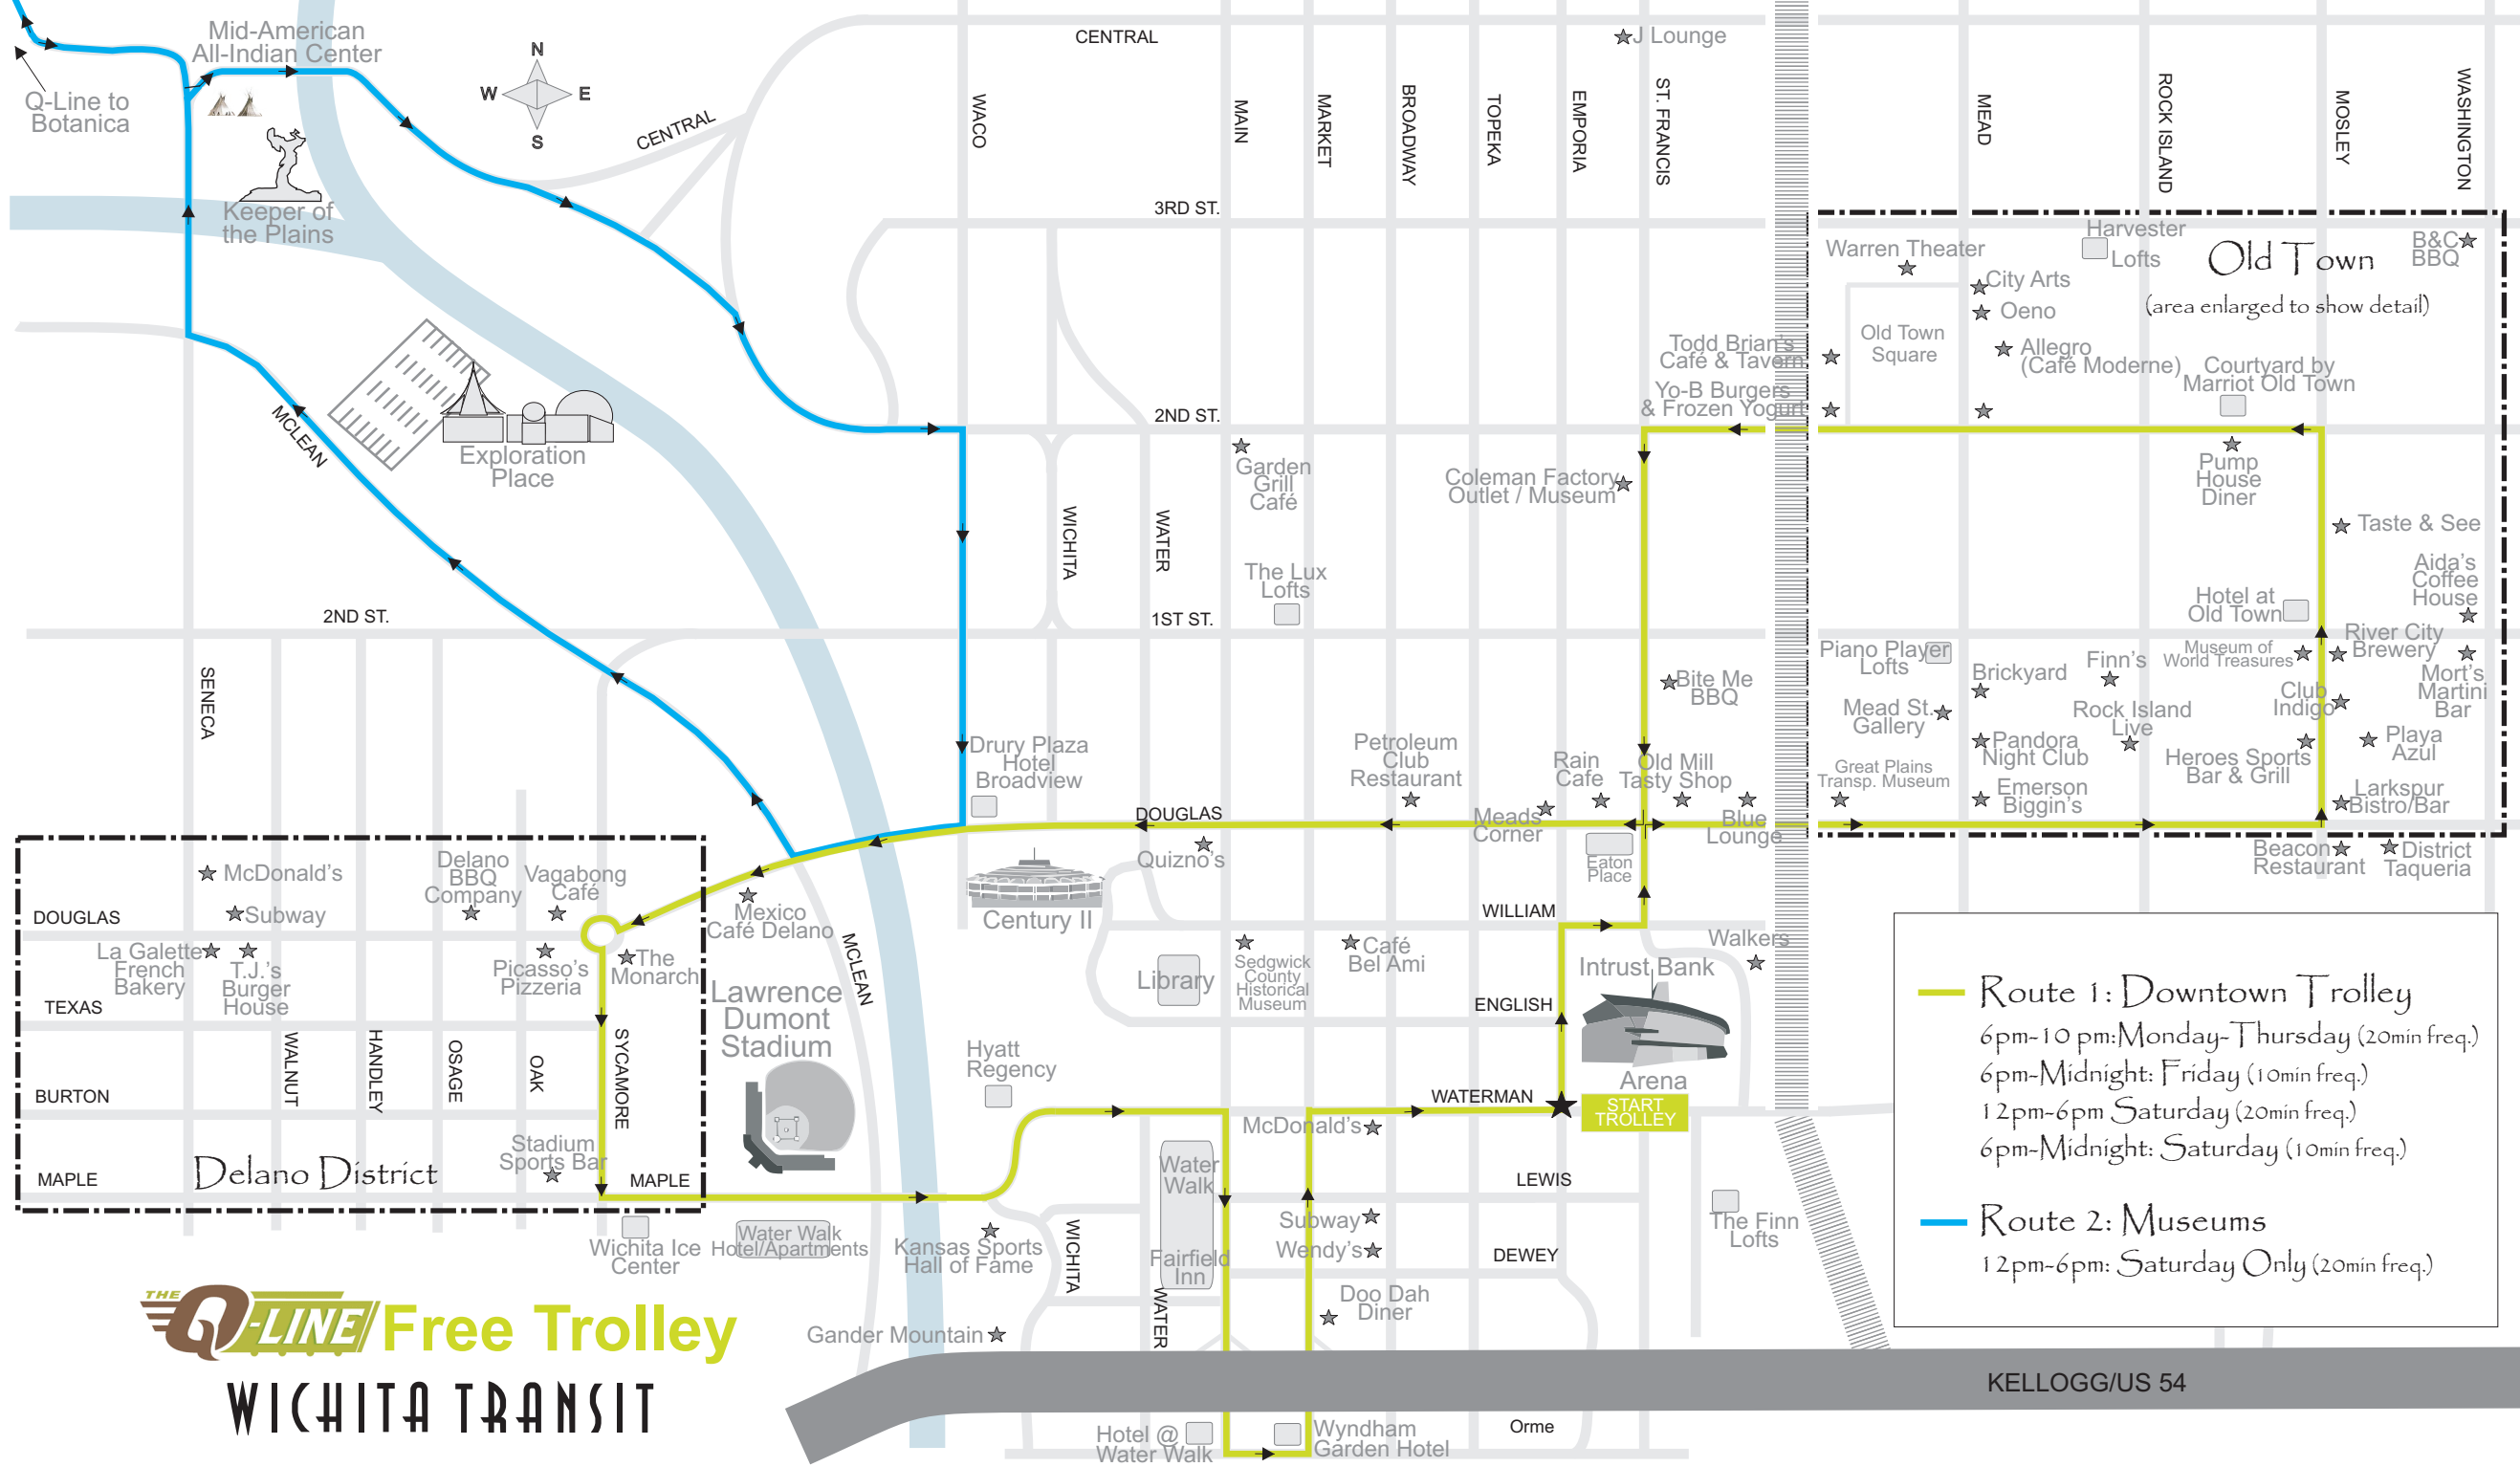 Mid-American
All-Indian Center
Q-Line to
Botanica
Keeper of
the Plains
N
W E
S
CENTRAL
CENTRAL
WACO
MAIN
MARKET
BROADWAY
TOPEKA
EMPORIA
ST. FRANCIS
MEAD
ROCK ISLAND
MOSLEY
WASHINGTON
J Lounge
3RD ST.
Warren Theater
Harvester
Lofts
Old Town
(area enlarged to show detail)
B&C
BBQ
City Arts
Oeno
Old Town
Square
Allegro
(Café Moderne)
Courtyard by
Marriot Old Town
Todd Brian's
Café & Tavern
Yo-B Burgers
& Frozen Yogurt
MCLEAN
Exploration
Place
2ND ST.
Garden
Grill
Café
Coleman Factory
Outlet / Museum
Pump
House
Diner
Taste & See
WICHITA
WATER
The Lux
Lofts
Aida's
Coffee
House
Hotel at
Old Town
2ND ST.
1ST ST.
Piano Player
Lofts
Museum of
World Treasures
River City
Brewery
SENECA
Bite Me
BBQ
Brickyard
Finn's
Mort's
Martini
Bar
Mead St.
Gallery
Rock Island
Live
Club
Indigo
Drury Plaza
Hotel
Broadview
Petroleum
Club
Restaurant
Rain
Cafe
Old Mill
Tasty Shop
Pandora
Night Club
Heroes Sports
Bar & Grill
Playa
Azul
Great Plains
Transp. Museum
Emerson
Biggin's
Larkspur
Bistro/Bar
DOUGLAS
Meads
Corner
Blue
Lounge
Quizno's
Eaton
Place
Beacon
Restaurant
District
Taqueria
McDonald's
Delano
BBQ
Company
Vagabong
Café
Subway
DOUGLAS
Mexico
Café Delano
Century II
WILLIAM
La Galette
French
Bakery
T.J.'s
Burger
House
Picasso's
Pizzeria
The
Monarch
MCLEAN
Library
Sedgwick
County
Historical
Museum
Café
Bel Ami
Walkers
Intrust Bank
Arena
TEXAS
Lawrence
Dumont
Stadium
ENGLISH
WALNUT
HANDLEY
OSAGE
OAK
SYCAMORE
Hyatt
Regency
BURTON
WATERMAN
START
TROLLEY
McDonald's
Stadium
Sports Bar
MAPLE
Delano District
MAPLE
Water
Walk
LEWIS
Subway
Wendy's
The Finn
Lofts
Wichita Ice
Center
Water Walk
Hotel/Apartments
Kansas Sports
Hall of Fame
WICHITA
Fairfield
Inn
DEWEY
WATER
Doo Dah
Diner
Gander Mountain
Route 1: Downtown Trolley
6pm-10 pm:Monday-Thursday (20min freq.)
6pm-Midnight: Friday (10min freq.)
12pm-6pm Saturday (20min freq.)
6pm-Midnight: Saturday (10min freq.)
Route 2: Museums
12pm-6pm: Saturday Only (20min freq.)
THE Q-LINE Free Trolley
WICHITA TRANSIT
KELLOGG/US 54
Hotel @
Water Walk
Wyndham
Garden Hotel
Orme